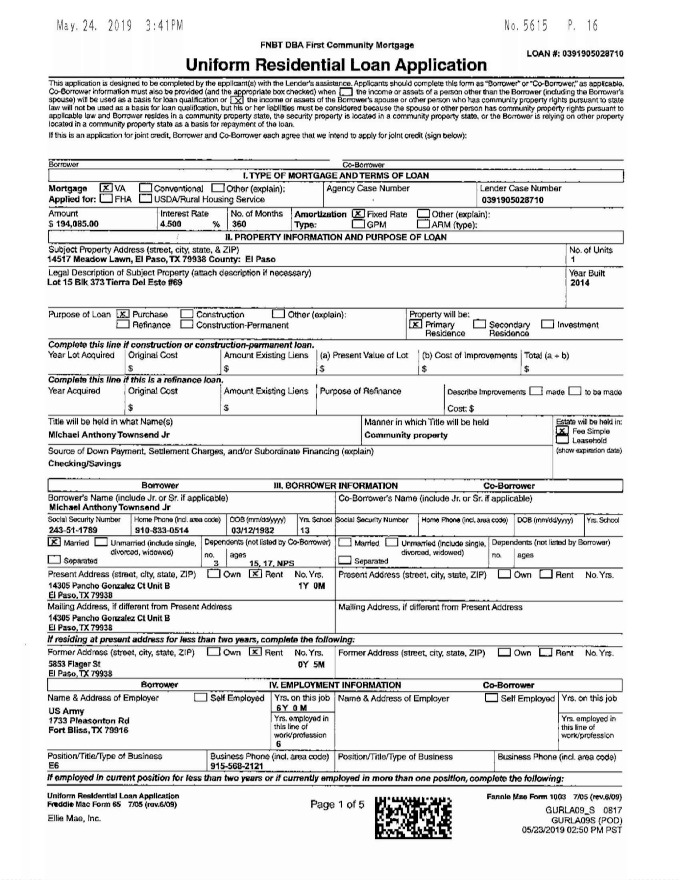 May. 24. 2019 3:41PM No. 5615 P. 16
FNBT DBA First Community Mortgage
LOAN #: 0391905028710
Uniform Residential Loan Application
This application is designed to be completed by the applicant(s) with the Lender's assistance. Applicants should complete this form as "Borrower" or "Co-Borrower," as applicable.
Co-Borrower information must also be provided (and the appropriate box checked) when the income or assets of a person other than the Borrower (including the Borrower's
spouse) will be used as a basis for loan qualification or X the income or assets of the Borrower's spouse or other person who has community property rights pursuant to state
law will not be used as a basis for loan qualification, but his or her liabilities must be considered because the spouse or other person has community property rights pursuant to
applicable law and Borrower resides in a community property state, the security property is located in a community property state, or the Borrower is relying on other property
located in a community property state as a basis for repayment of the loan.
If this is an application for joint credit, Borrower and Co-Borrower each agree that we intend to apply for joint credit (sign below):
Borrower Co-Borrower
I. TYPE OF MORTGAGE AND TERMS OF LOAN
Mortgage X VA Conventional Other (explain): Agency Case Number Lender Case Number
Applied for: FHA USDA/Rural Housing Service 0391905028710
Amount Interest Rate No. of Months Amortization X Fixed Rate Other (explain):
$ 194,085.00 4.500 % 360 Type: GPM ARM (type):
II. PROPERTY INFORMATION AND PURPOSE OF LOAN
Subject Property Address (street, city, state, & ZIP) No. of Units
14517 Meadow Lawn, El Paso, TX 79938 County: El Paso 1
Legal Description of Subject Property (attach description if necessary) Year Built
Lot 15 Blk 373 Tierra Del Este #69 2014
Purpose of Loan X Purchase Construction Other (explain): Property will be:
Refinance Construction-Permanent X Primary Residence Secondary Residence Investment
Complete this line if construction or construction-permanent loan.
Year Lot Acquired Original Cost Amount Existing Liens (a) Present Value of Lot (b) Cost of Improvements Total (a + b)
$ $ $ $ $
Complete this line if this is a refinance loan.
Year Acquired Original Cost Amount Existing Liens Purpose of Refinance Describe Improvements made to be made
$ $ Cost: $
Title will be held in what Name(s) Manner in which Title will be held Estate will be held in:
Michael Anthony Townsend Jr Community property X Fee Simple
Leasehold
Source of Down Payment, Settlement Charges, and/or Subordinate Financing (explain) (show expiration date)
Checking/Savings
Borrower III. BORROWER INFORMATION Co-Borrower
Borrower's Name (include Jr. or Sr. if applicable) Co-Borrower's Name (include Jr. or Sr. if applicable)
Michael Anthony Townsend Jr
Social Security Number Home Phone (incl. area code) DOB (mm/dd/yyyy) Yrs. School Social Security Number Home Phone (incl. area code) DOB (mm/dd/yyyy) Yrs. School
243-51-1789 910-833-0514 03/12/1982 13
X Married Unmarried (include single, divorced, widowed) Dependents (not listed by Co-Borrower) Married Unmarried (include single, divorced, widowed) Dependents (not listed by Borrower)
Separated no. 3 ages 15, 17, NPS Separated no. ages
Present Address (street, city, state, ZIP) Own X Rent No. Yrs. Present Address (street, city, state, ZIP) Own Rent No. Yrs.
14305 Pancho Gonzalez Ct Unit B 1Y 0M
El Paso, TX 79938
Mailing Address, if different from Present Address Mailing Address, if different from Present Address
14305 Pancho Gonzalez Ct Unit B
El Paso, TX 79938
If residing at present address for less than two years, complete the following:
Former Address (street, city, state, ZIP) Own X Rent No. Yrs. Former Address (street, city, state, ZIP) Own Rent No. Yrs.
5853 Flager St 0Y 5M
El Paso, TX 79938
Borrower IV. EMPLOYMENT INFORMATION Co-Borrower
Name & Address of Employer Self Employed Yrs. on this job Name & Address of Employer Self Employed Yrs. on this job
US Army 6Y 0M
1733 Pleasonton Rd Yrs. employed in this line of work/profession Yrs. employed in this line of work/profession
Fort Bliss, TX 79916
6
Position/Title/Type of Business Business Phone (incl. area code) Position/Title/Type of Business Business Phone (incl. area code)
E6 915-568-2121
If employed in current position for less than two years or if currently employed in more than one position, complete the following:
Uniform Residential Loan Application Fannie Mae Form 1003 7/05 (rev.6/09)
Freddie Mac Form 65 7/05 (rev.6/09) Page 1 of 5 GURLA09_S 0817
Ellie Mae, Inc. GURLA09S (POD)
05/23/2019 02:50 PM PST